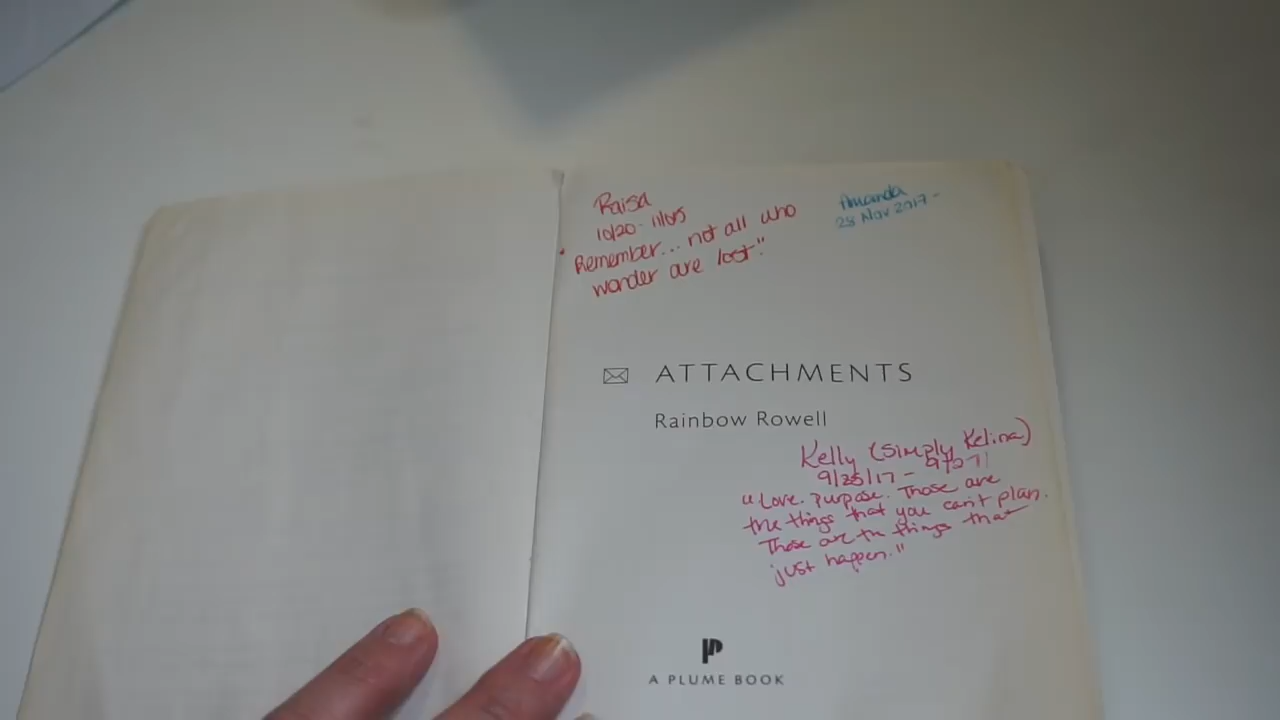 Raisa
10/20 - 11/05
"Remember... not all who
wander are lost."
Amanda
28 Nov 2017 -
ATTACHMENTS
Rainbow Rowell
Kelly (Simply Kelina)
9/25/17 - 9/27/
"Love. Purpose. Those are
the things that you can't plan.
Those are the things that
just happen."
A PLUME BOOK